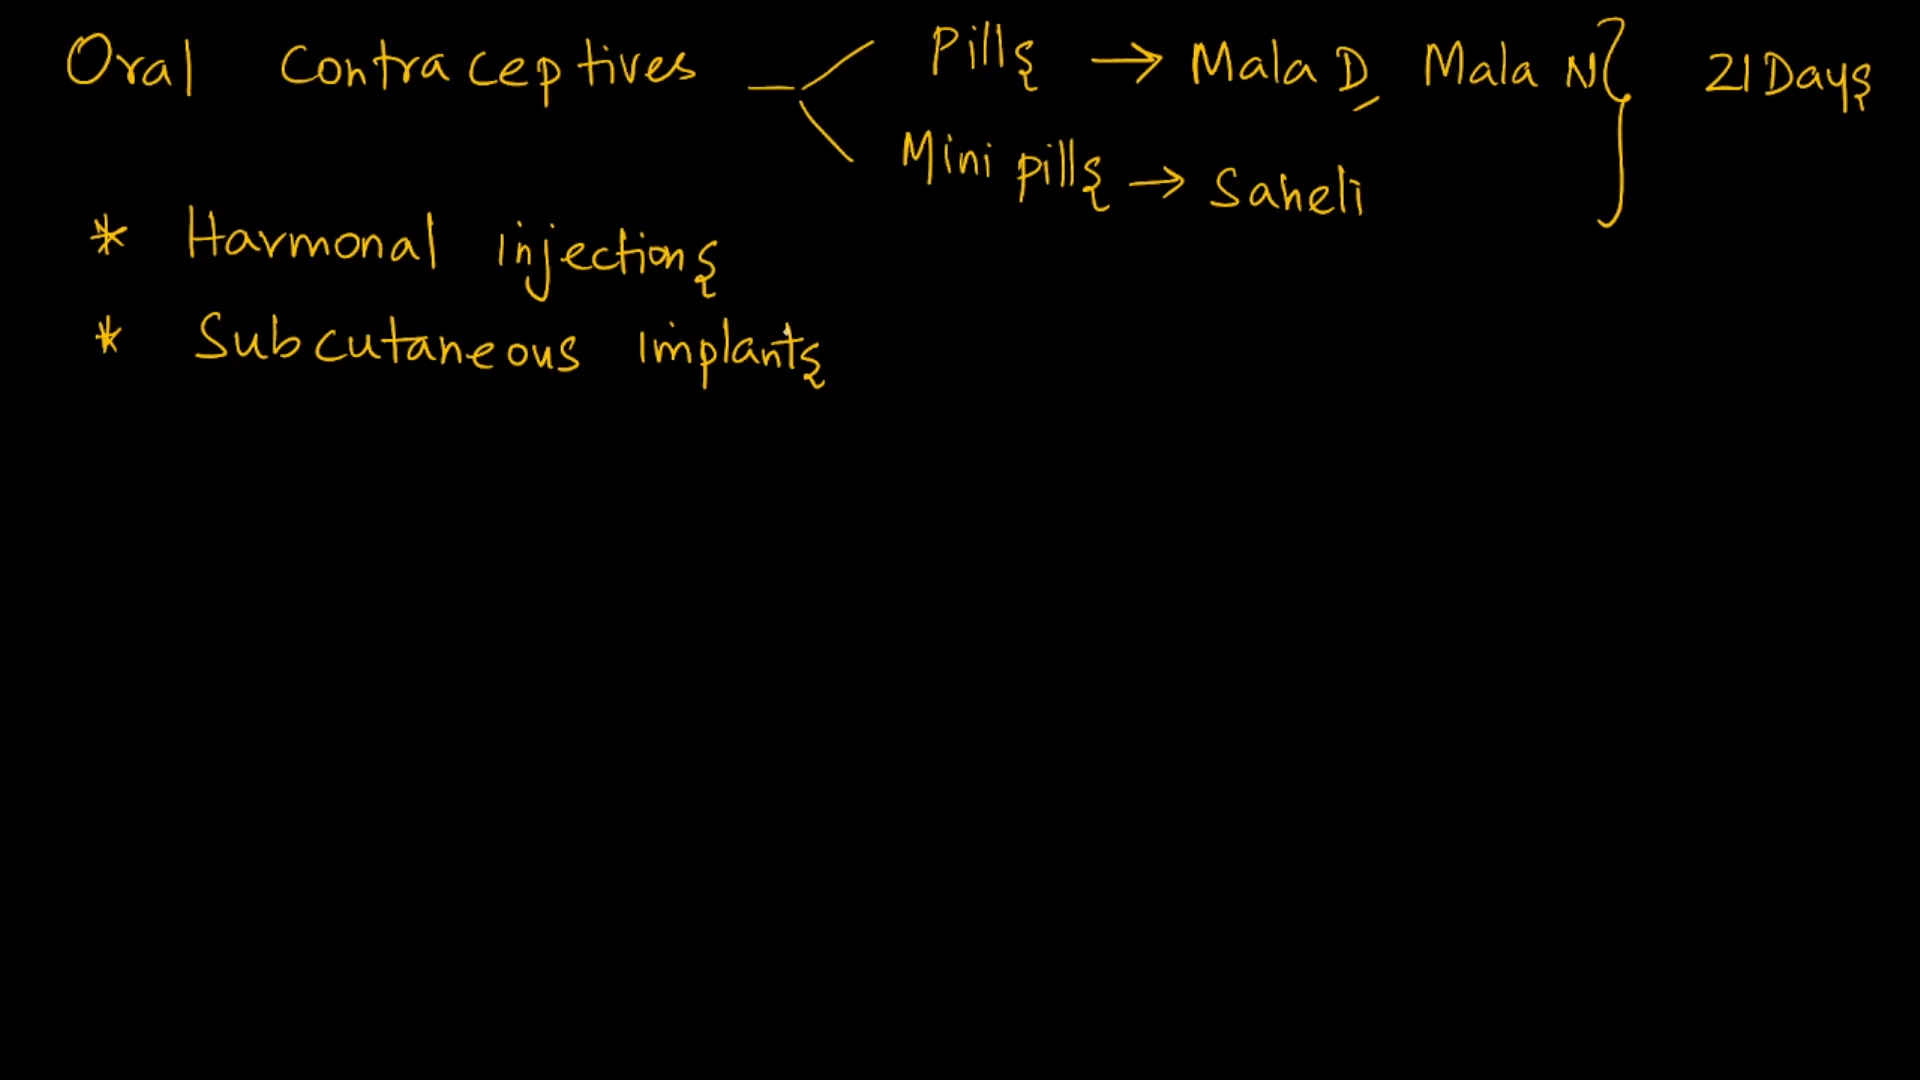 Oral Contraceptives — Pills → Mala D, Mala N } 21 Days
Mini pills → Saheli
* Harmonal injections
* Subcutaneous implants